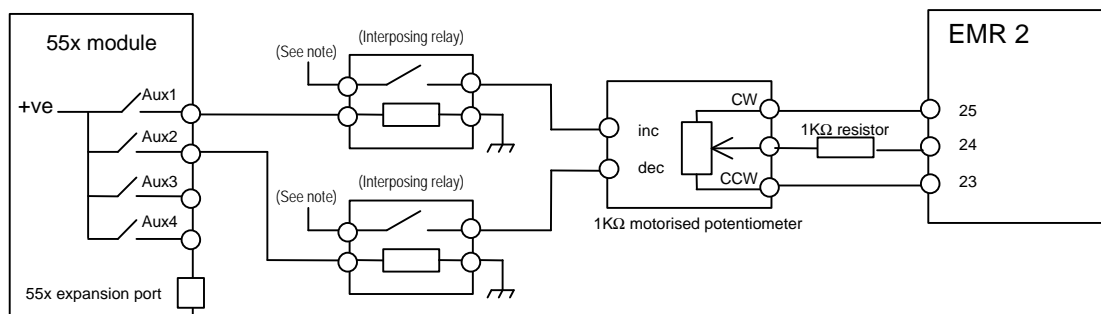 55x module
+ve
Aux1
Aux2
Aux3
Aux4
55x expansion port
(See note)
(Interposing relay)
(See note)
(Interposing relay)
inc
dec
CW
CCW
1KΩ motorised potentiometer
1KΩ resistor
EMR 2
25
24
23